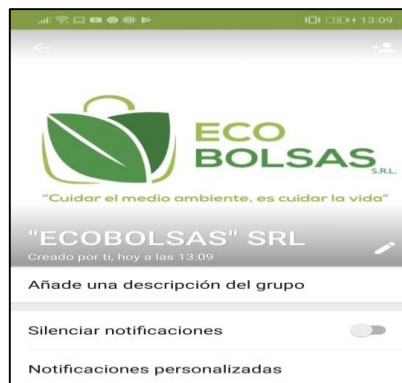 13:09
ECO
BOLSAS
S.R.L.
"Cuidar el medio ambiente, es cuidar la vida"
"ECOBOLSAS" SRL
Creado por ti, hoy a las 13:09
Añade una descripción del grupo
Silenciar notificaciones
Notificaciones personalizadas